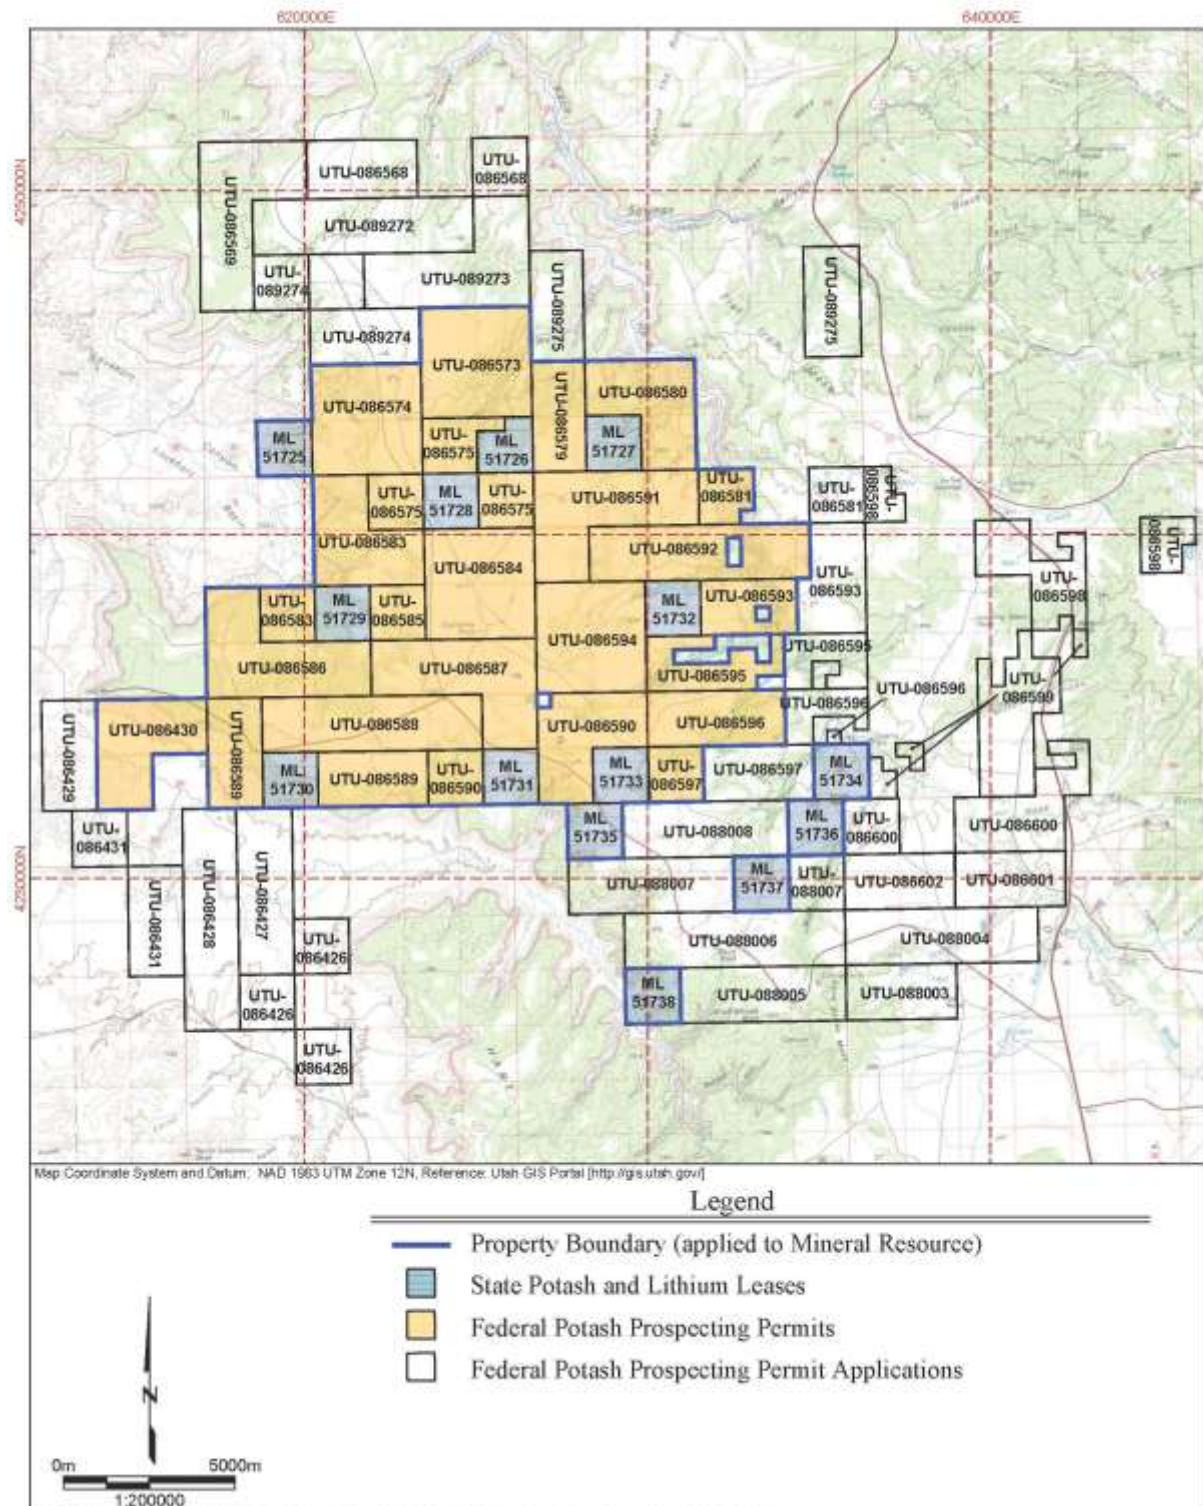 620000E
640000E
4250000N
UTU-086568
UTU-
086568
UTU-086569
UTU-089272
UTU-
089274
UTU-089273
UTU-089275
UTU-089275
UTU-089274
UTU-086573
UTU-086574
UTU-086579
UTU-086580
ML
51725
UTU-
086575
ML
51726
ML
51727
UTU-
086575
ML
51728
UTU-
086575
UTU-086591
UTU-
086581
UTU-
086581
UTU-
086598
UTU-
088598
UTU-086583
UTU-086584
UTU-086592
UTU-
086593
UTU-
086598
UTU-
086583
ML
51729
UTU-
086585
ML
51732
UTU-086593
UTU-086594
UTU-086595
UTU-086586
UTU-086587
UTU-086595
UTU-086596
UTU-
086599
UTU-086596
UTU-086429
UTU-086430
UTU-086589
UTU-086588
UTU-086590
UTU-086596
ML
51730
UTU-086589
UTU-
086590
ML
51731
ML
51733
UTU-
086597
UTU-086597
ML
51734
UTU-
086431
UTU-086428
UTU-086427
ML
51735
UTU-088008
ML
51736
UTU-
086600
UTU-086600
4230000N
UTU-086431
UTU-088007
ML
51737
UTU-
088007
UTU-086602
UTU-086601
UTU-
086426
UTU-088006
UTU-088004
UTU-
086426
ML
51738
UTU-088005
UTU-088003
UTU-
086426
Map Coordinate System and Datum: NAD 1983 UTM Zone 12N, Reference: Utah GIS Portal [http://gis.utah.gov/]
Legend
Property Boundary (applied to Mineral Resource)
State Potash and Lithium Leases
Federal Potash Prospecting Permits
Federal Potash Prospecting Permit Applications
N
0m 5000m
1:200000